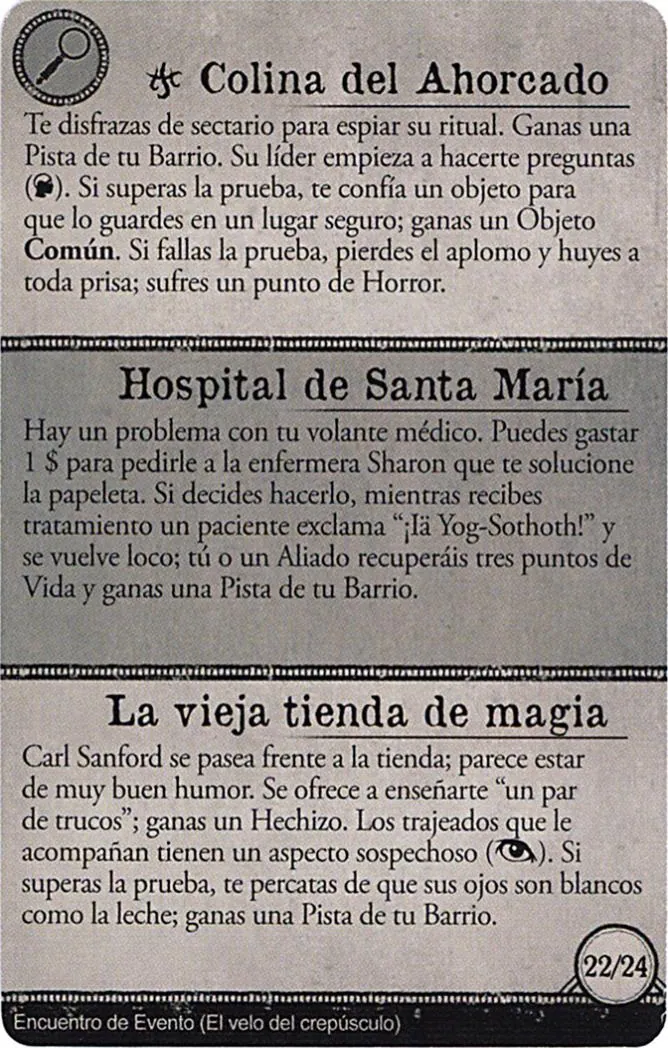 Colina del Ahorcado
Te disfrazas de sectario para espiar su ritual. Ganas una
Pista de tu Barrio. Su líder empieza a hacerte preguntas
(). Si superas la prueba, te confía un objeto para
que lo guardes en un lugar seguro; ganas un Objeto
Común. Si fallas la prueba, pierdes el aplomo y huyes a
toda prisa; sufres un punto de Horror.
Hospital de Santa María
Hay un problema con tu volante médico. Puedes gastar
1 $ para pedirle a la enfermera Sharon que te solucione
la papeleta. Si decides hacerlo, mientras recibes
tratamiento un paciente exclama “¡Iä Yog-Sothoth!” y
se vuelve loco; tú o un Aliado recuperáis tres puntos de
Vida y ganas una Pista de tu Barrio.
La vieja tienda de magia
Carl Sanford se pasea frente a la tienda; parece estar
de muy buen humor. Se ofrece a enseñarte “un par
de trucos”; ganas un Hechizo. Los trajeados que le
acompañan tienen un aspecto sospechoso (). Si
superas la prueba, te percatas de que sus ojos son blancos
como la leche; ganas una Pista de tu Barrio.
22/24
Encuentro de Evento (El velo del crepúsculo)